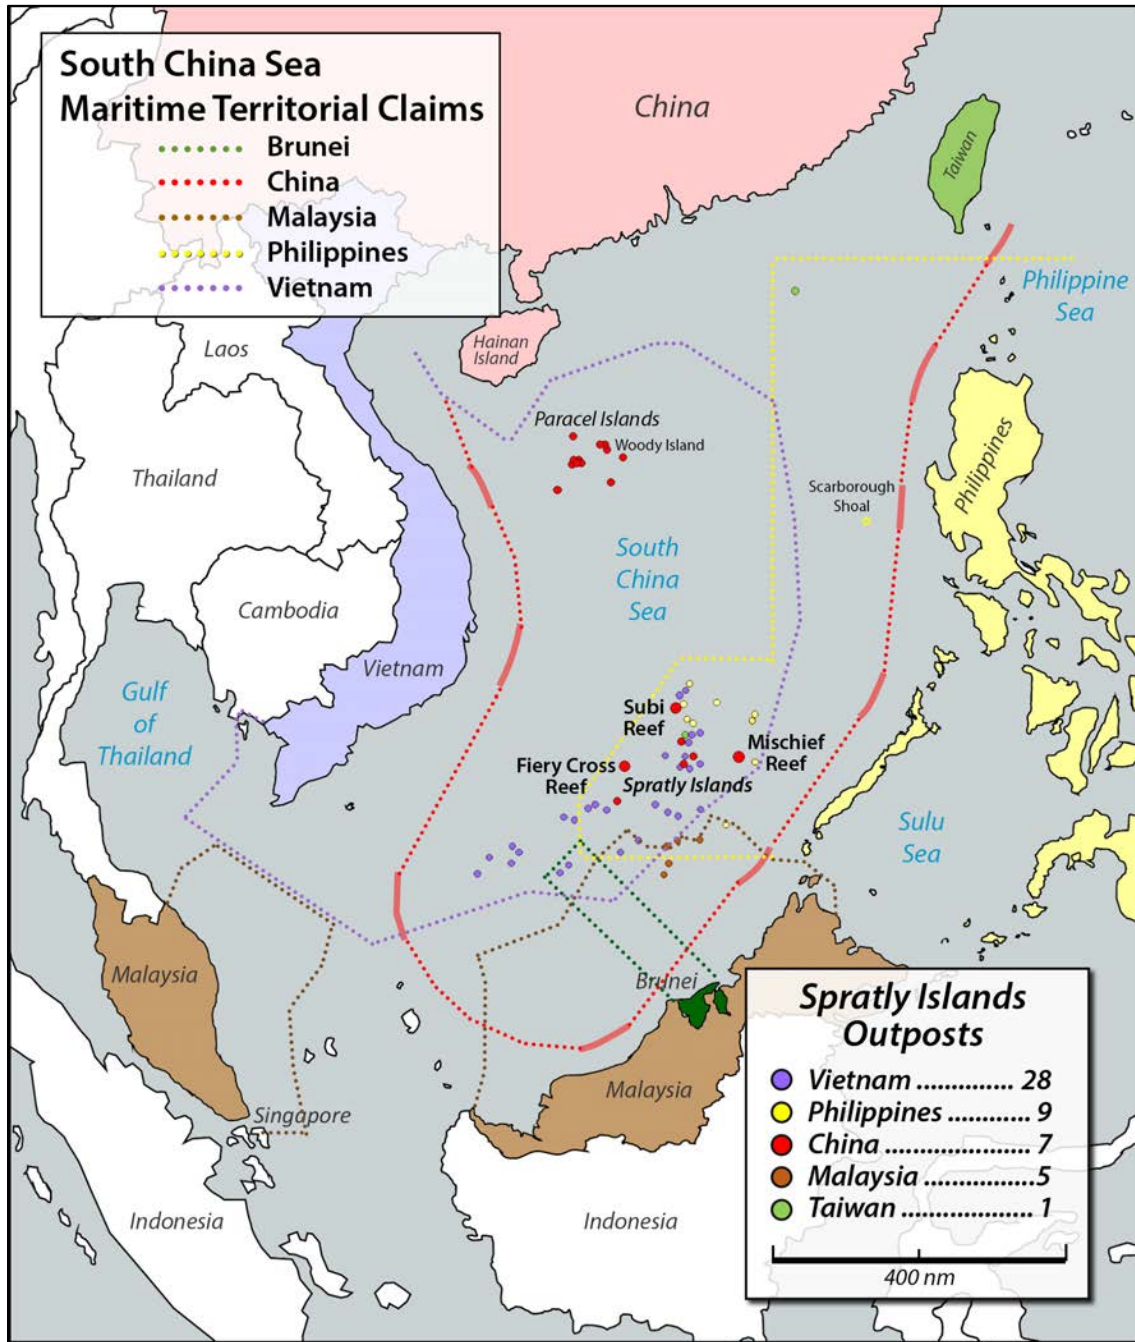 South China Sea
Maritime Territorial Claims
Brunei
China
Malaysia
Philippines
Vietnam
China
Taiwan
Philippine
Sea
Hainan
Island
Laos
Paracel Islands
Woody Island
Thailand
Scarborough
Shoal
Philippines
South
China
Sea
Cambodia
Vietnam
Gulf
of
Thailand
Subi
Reef
Mischief
Reef
Fiery Cross
Reef
Spratly Islands
Sulu
Sea
Malaysia
Brunei
Malaysia
Singapore
Indonesia
Indonesia
Spratly Islands
Outposts
Vietnam .............. 28
Philippines ........... 9
China ..................... 7
Malaysia ................5
Taiwan ................... 1
400 nm